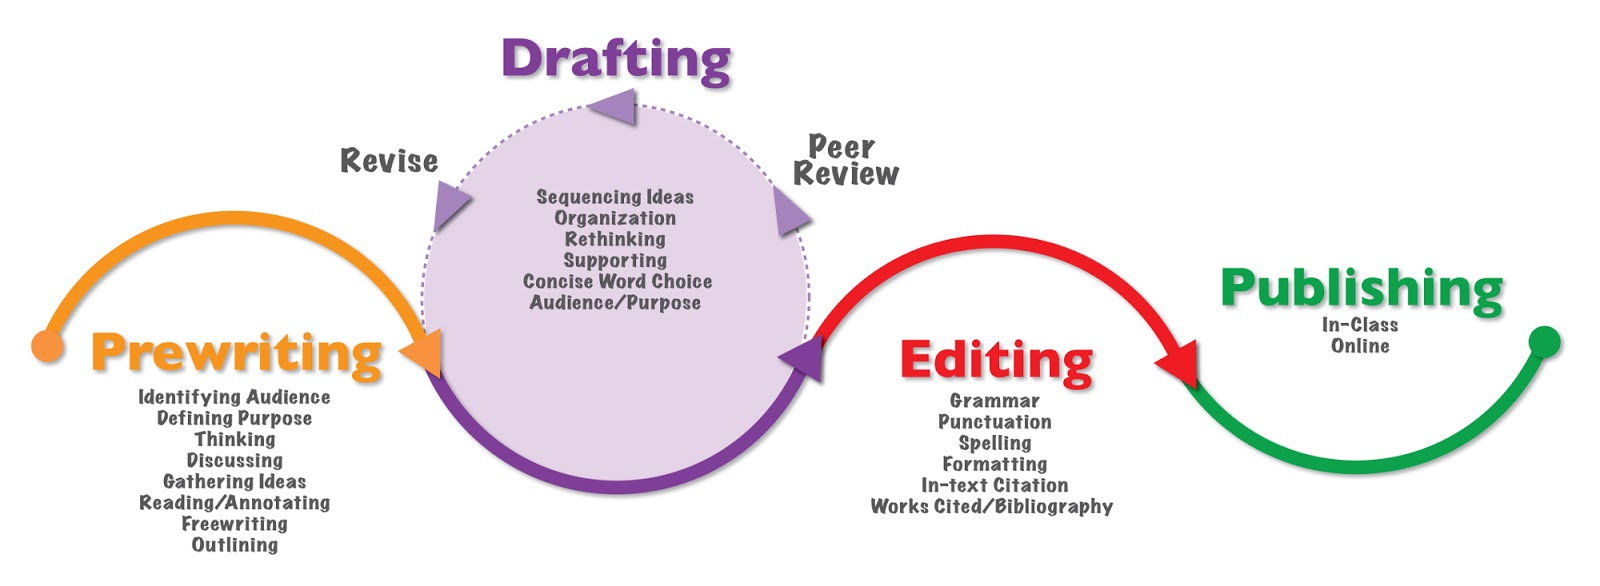 Drafting
Revise
Peer
Review
Sequencing Ideas
Organization
Rethinking
Supporting
Concise Word Choice
Audience/Purpose
Prewriting
Identifying Audience
Defining Purpose
Thinking
Discussing
Gathering Ideas
Reading/Annotating
Freewriting
Outlining
Editing
Grammar
Punctuation
Spelling
Formatting
In-text Citation
Works Cited/Bibliography
Publishing
In-Class
Online